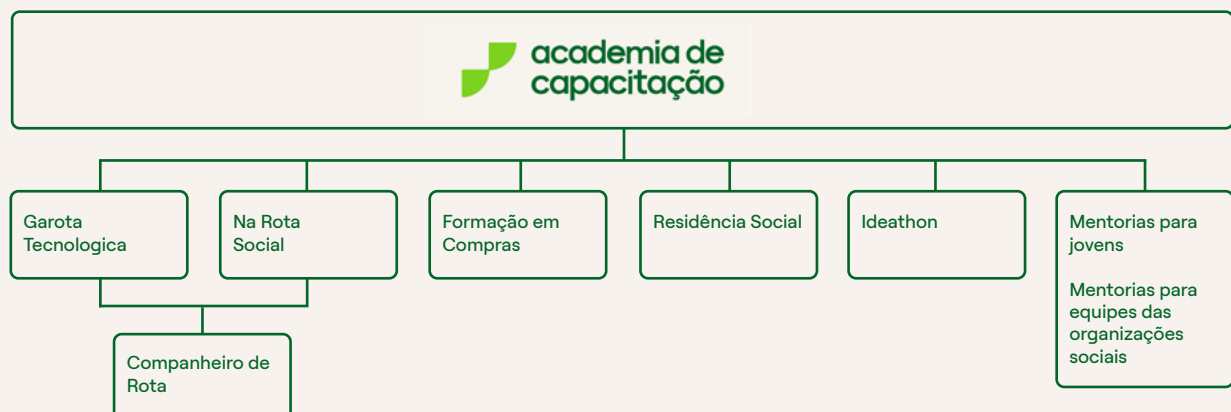 academia de
capacitação
Garota
Tecnologica
Na Rota
Social
Formação em
Compras
Residência Social
Ideathon
Mentorias para
jovens
Mentorias para
equipes das
organizações
sociais
Companheiro de
Rota